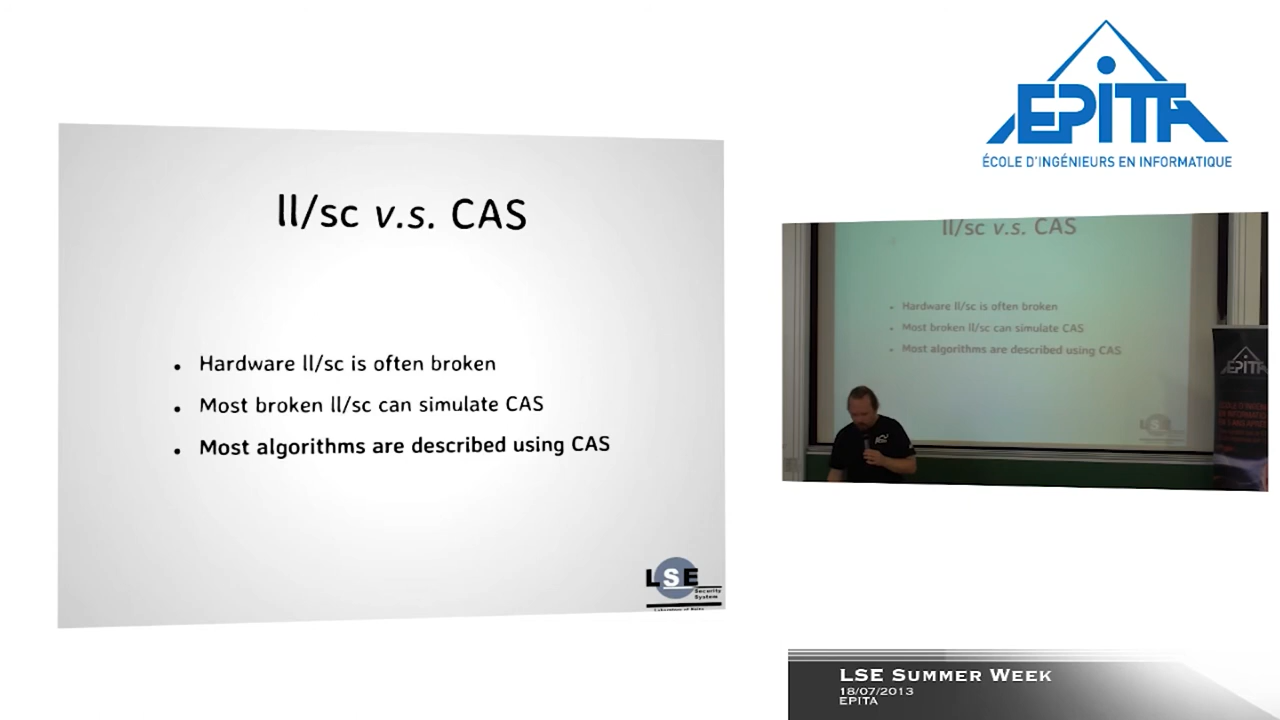 ll/sc v.s. CAS
Hardware ll/sc is often broken
Most broken ll/sc can simulate CAS
Most algorithms are described using CAS
LSE
Security
System
EPITA
ÉCOLE D'INGÉNIEURS EN INFORMATIQUE
ll/sc v.s. CAS
Hardware ll/sc is often broken
Most broken ll/sc can simulate CAS
Most algorithms are described using CAS
LSE
EPITA
LSE SUMMER WEEK
18/07/2013
EPITA